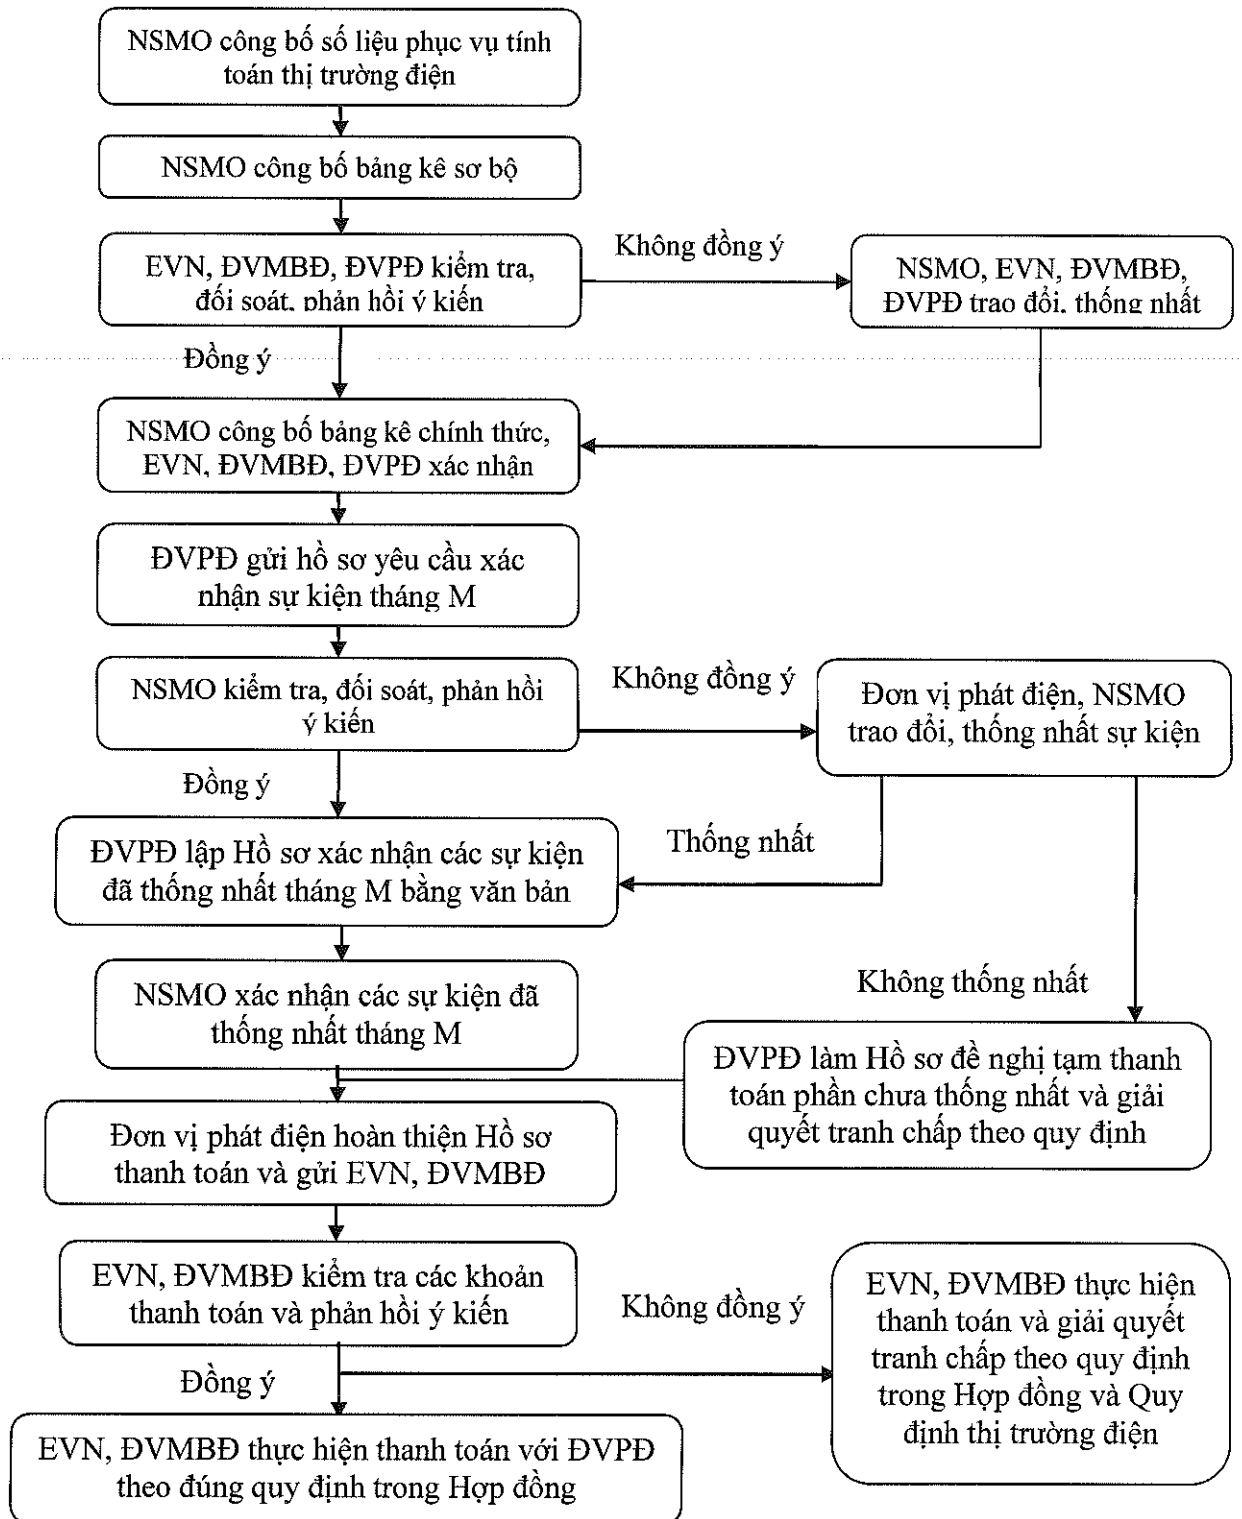 NSMO công bố số liệu phục vụ tính
toán thị trường điện
NSMO công bố bảng kê sơ bộ
EVN, ĐVMBĐ, ĐVPĐ kiểm tra,
đối soát, phản hồi ý kiến
Không đồng ý
NSMO, EVN, ĐVMBĐ,
ĐVPĐ trao đổi, thống nhất
Đồng ý
NSMO công bố bảng kê chính thức,
EVN, ĐVMBĐ, ĐVPĐ xác nhận
ĐVPĐ gửi hồ sơ yêu cầu xác
nhận sự kiện tháng M
NSMO kiểm tra, đối soát, phản hồi
ý kiến
Không đồng ý
Đơn vị phát điện, NSMO
trao đổi, thống nhất sự kiện
Đồng ý
Thống nhất
ĐVPĐ lập Hồ sơ xác nhận các sự kiện
đã thống nhất tháng M bằng văn bản
NSMO xác nhận các sự kiện đã
thống nhất tháng M
Không thống nhất
ĐVPĐ làm Hồ sơ đề nghị tạm thanh
toán phần chưa thống nhất và giải
quyết tranh chấp theo quy định
Đơn vị phát điện hoàn thiện Hồ sơ
thanh toán và gửi EVN, ĐVMBĐ
EVN, ĐVMBĐ kiểm tra các khoản
thanh toán và phản hồi ý kiến
Không đồng ý
EVN, ĐVMBĐ thực hiện
thanh toán và giải quyết
tranh chấp theo quy định
trong Hợp đồng và Quy
định thị trường điện
Đồng ý
EVN, ĐVMBĐ thực hiện thanh toán với ĐVPĐ
theo đúng quy định trong Hợp đồng